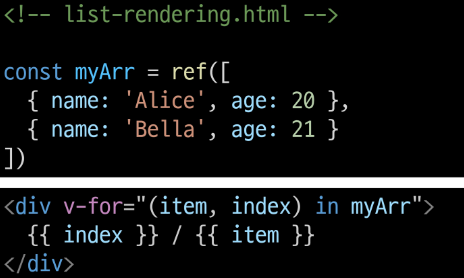 <!-- list-rendering.html -->
const myArr = ref([
  { name: 'Alice', age: 20 },
  { name: 'Bella', age: 21 }
])
<div v-for="(item, index) in myArr">
  {{ index }} / {{ item }}
</div>